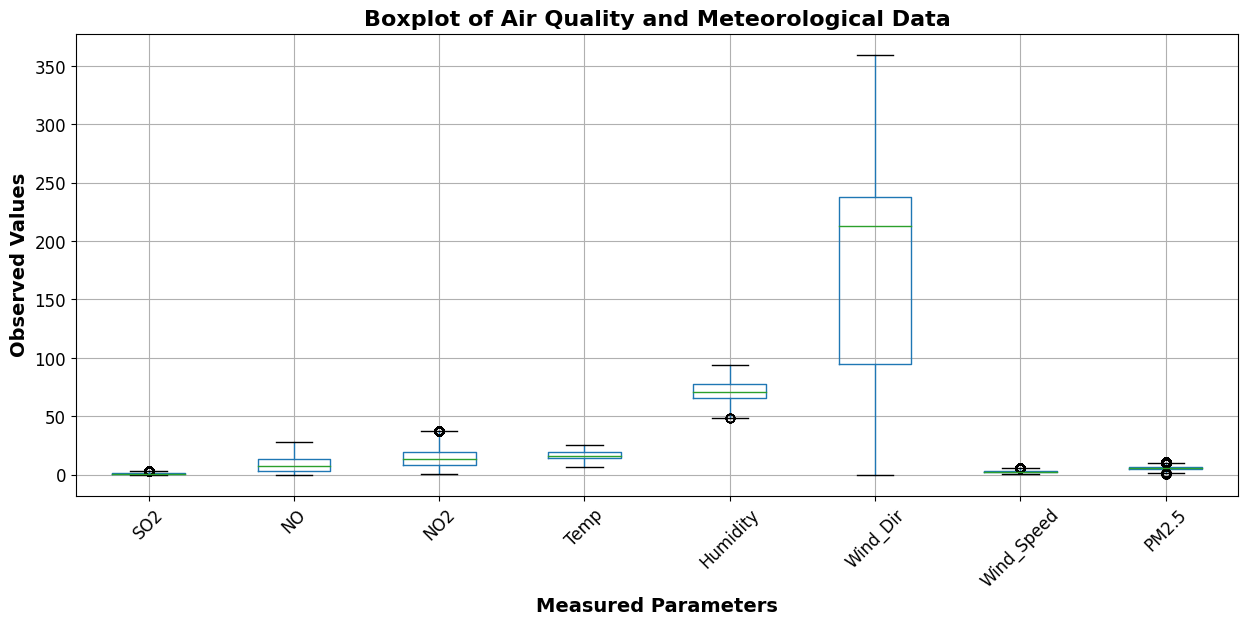 Boxplot of Air Quality and Meteorological Data
Observed Values
350
300
250
200
150
100
50
0
SO2
NO
NO2
Temp
Humidity
Wind_Dir
Wind_Speed
PM2.5
Measured Parameters